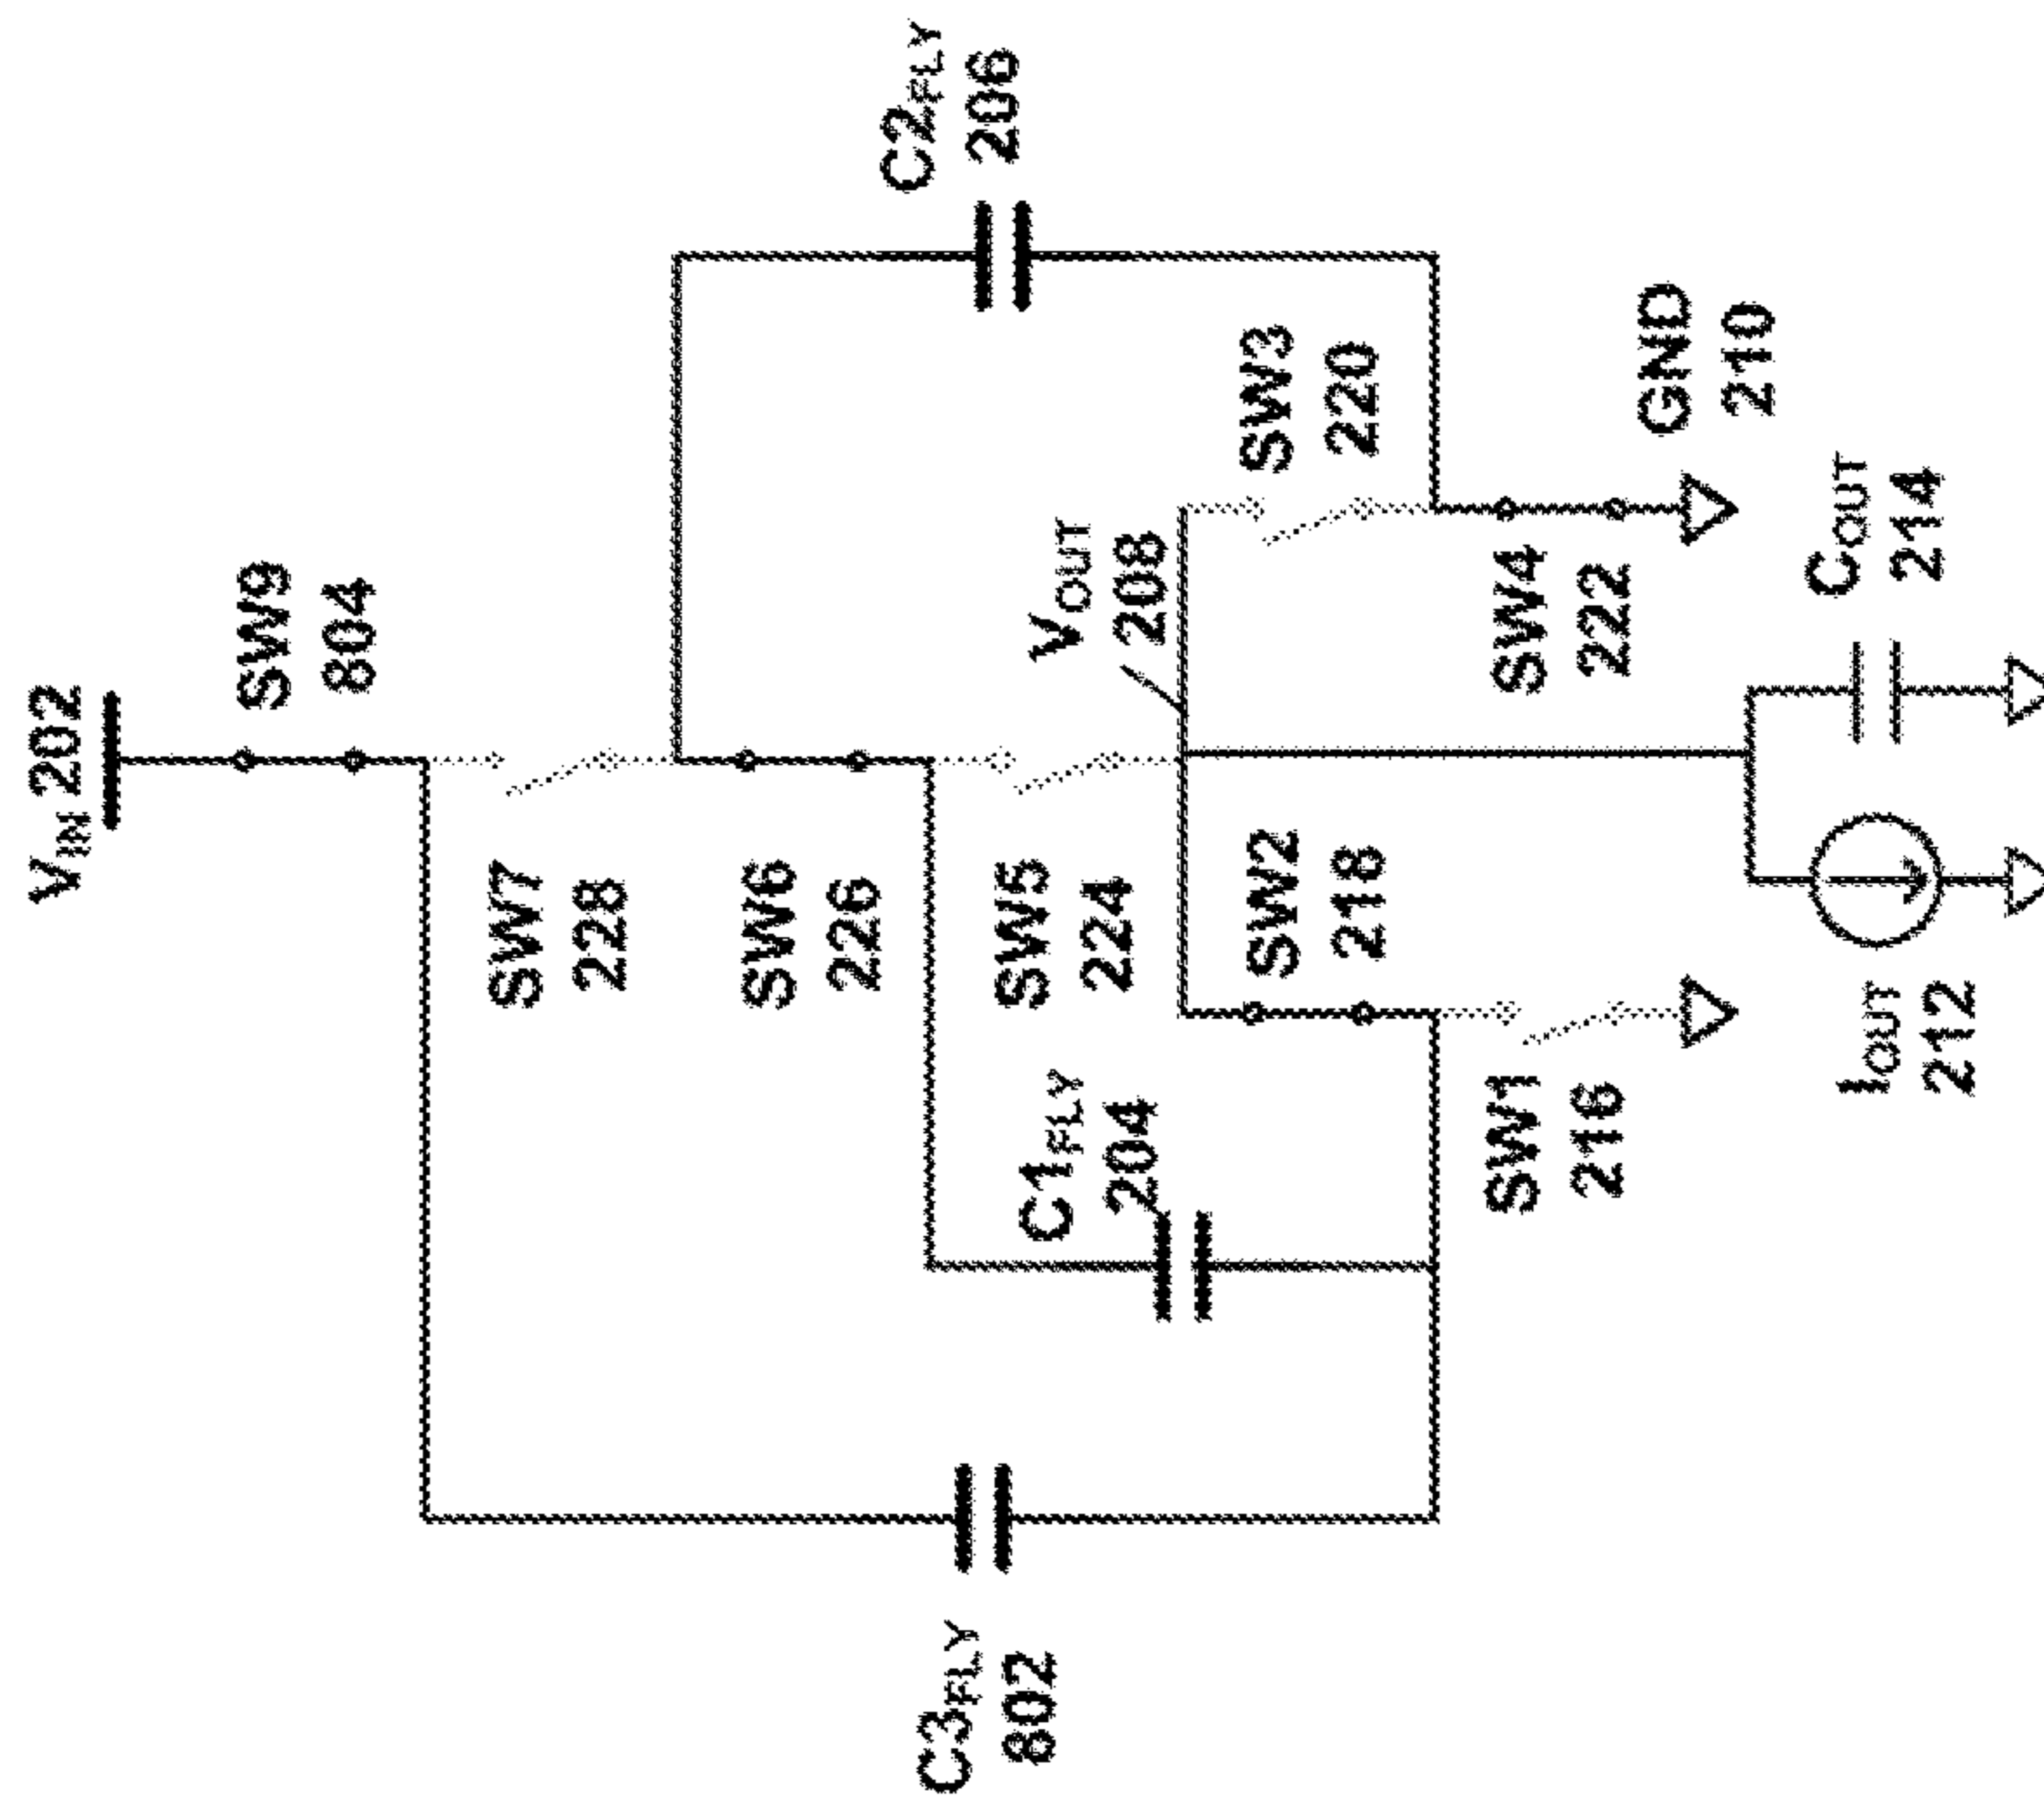 VIN 202
SW9
804
C2FLY
206
SW7
228
SW6
226
SW5
224
VOUT
208
SW3
220
C3FLY
802
C1FLY
204
SW2
218
SW4
222
GND
210
SW1
216
IOUT
212
COUT
214